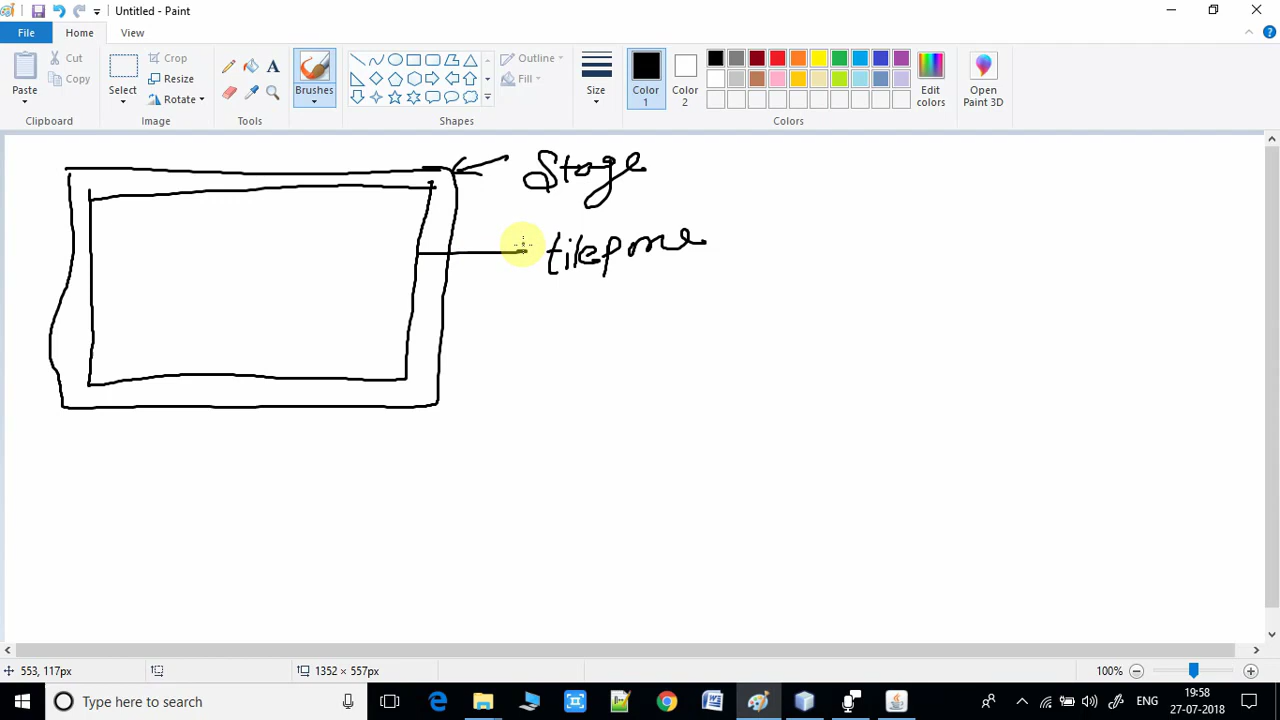 Untitled - Paint
File Home View
Paste Cut Copy Clipboard
Select Crop Resize Rotate Image
A Tools
Brushes
Shapes Outline Fill
Size
Color 1 Color 2 Colors Edit colors Open Paint 3D
Stage
tilepane
553, 117px 1352 × 557px 100%
Type here to search ENG 19:58 27-07-2018